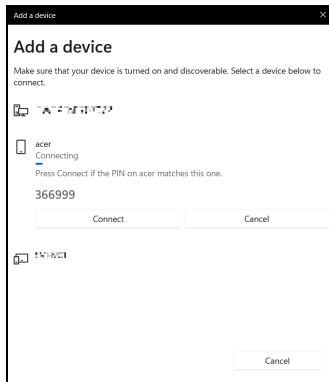 Add a device
Add a device
Make sure that your device is turned on and discoverable. Select a device below to
connect.
acer
Connecting
Press Connect if the PIN on acer matches this one.
366999
Connect Cancel
Cancel